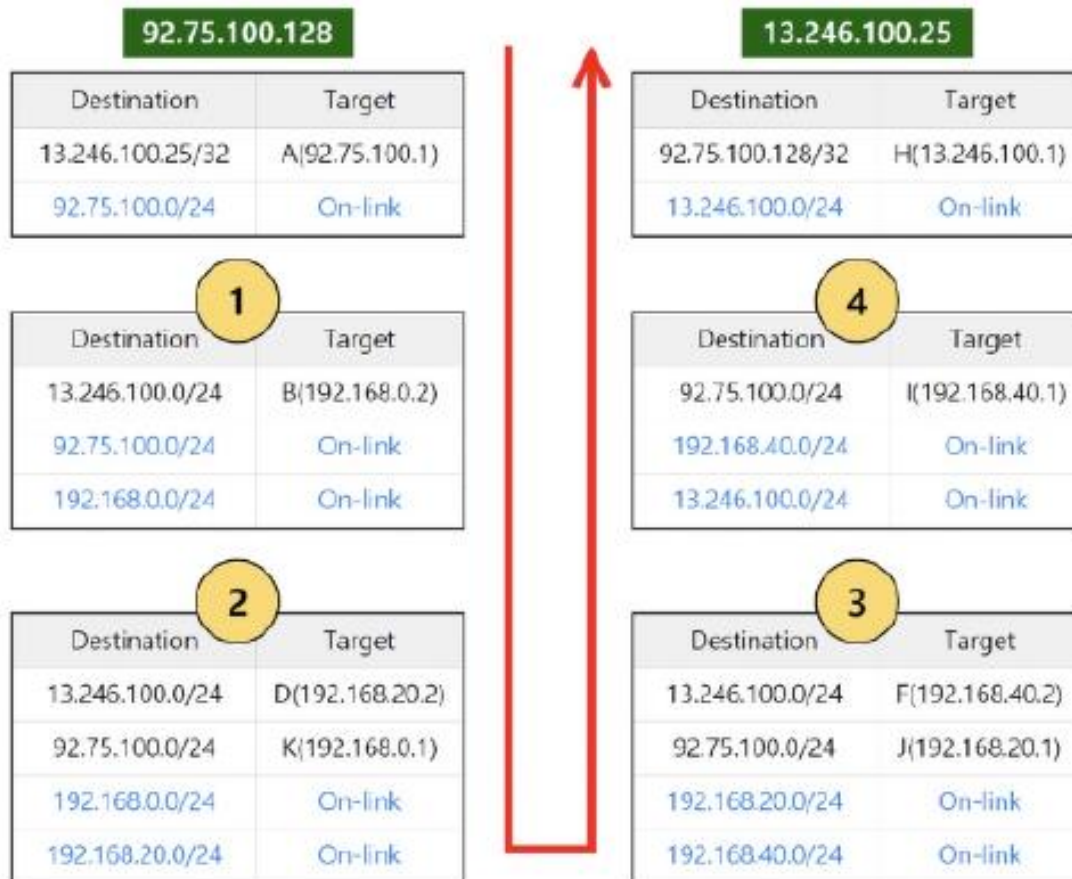 92.75.100.128
Destination Target
13.246.100.25/32 A(92.75.100.1)
92.75.100.0/24 On-link
1
Destination Target
13.246.100.0/24 B(192.168.0.2)
92.75.100.0/24 On-link
192.168.0.0/24 On-link
2
Destination Target
13.246.100.0/24 D(192.168.20.2)
92.75.100.0/24 K(192.168.0.1)
192.168.0.0/24 On-link
192.168.20.0/24 On-link
13.246.100.25
Destination Target
92.75.100.128/32 H(13.246.100.1)
13.246.100.0/24 On-link
4
Destination Target
92.75.100.0/24 I(192.168.40.1)
192.168.40.0/24 On-link
13.246.100.0/24 On-link
3
Destination Target
13.246.100.0/24 F(192.168.40.2)
92.75.100.0/24 J(192.168.20.1)
192.168.20.0/24 On-link
192.168.40.0/24 On-link